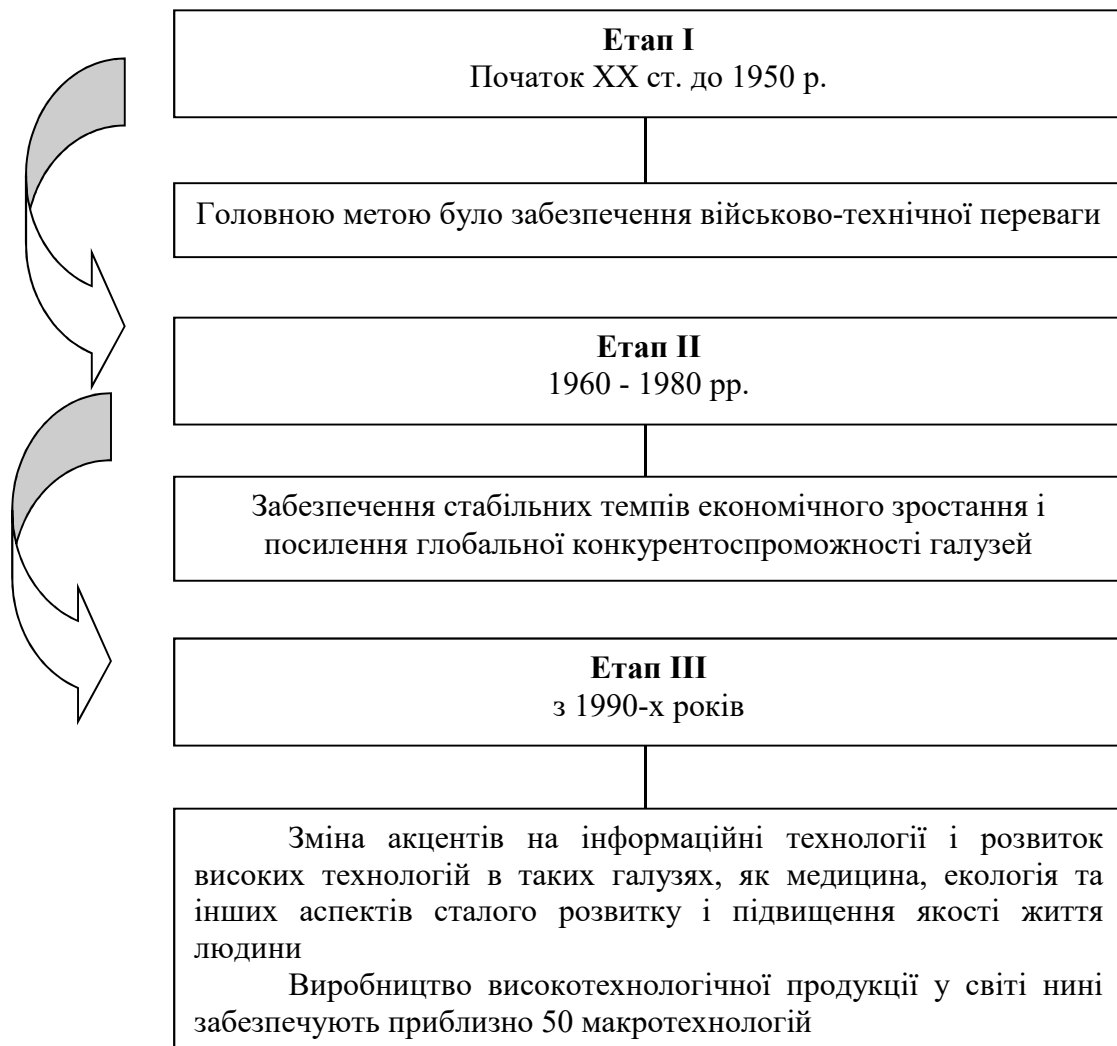 Етап I
Початок XX ст. до 1950 р.
Головною метою було забезпечення військово-технічної переваги
Етап II
1960 - 1980 рр.
Забезпечення стабільних темпів економічного зростання і
посилення глобальної конкурентоспроможності галузей
Етап III
з 1990-х років
Зміна акцентів на інформаційні технології і розвиток
високих технологій в таких галузях, як медицина, екологія та
інших аспектів сталого розвитку і підвищення якості життя
людини
Виробництво високотехнологічної продукції у світі нині
забезпечують приблизно 50 макротехнологій